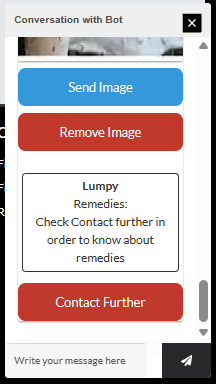 Conversation with Bot
Send Image
Remove Image
Lumpy
Remedies:
Check Contact further in
order to know about
remedies
Contact Further
Write your message here